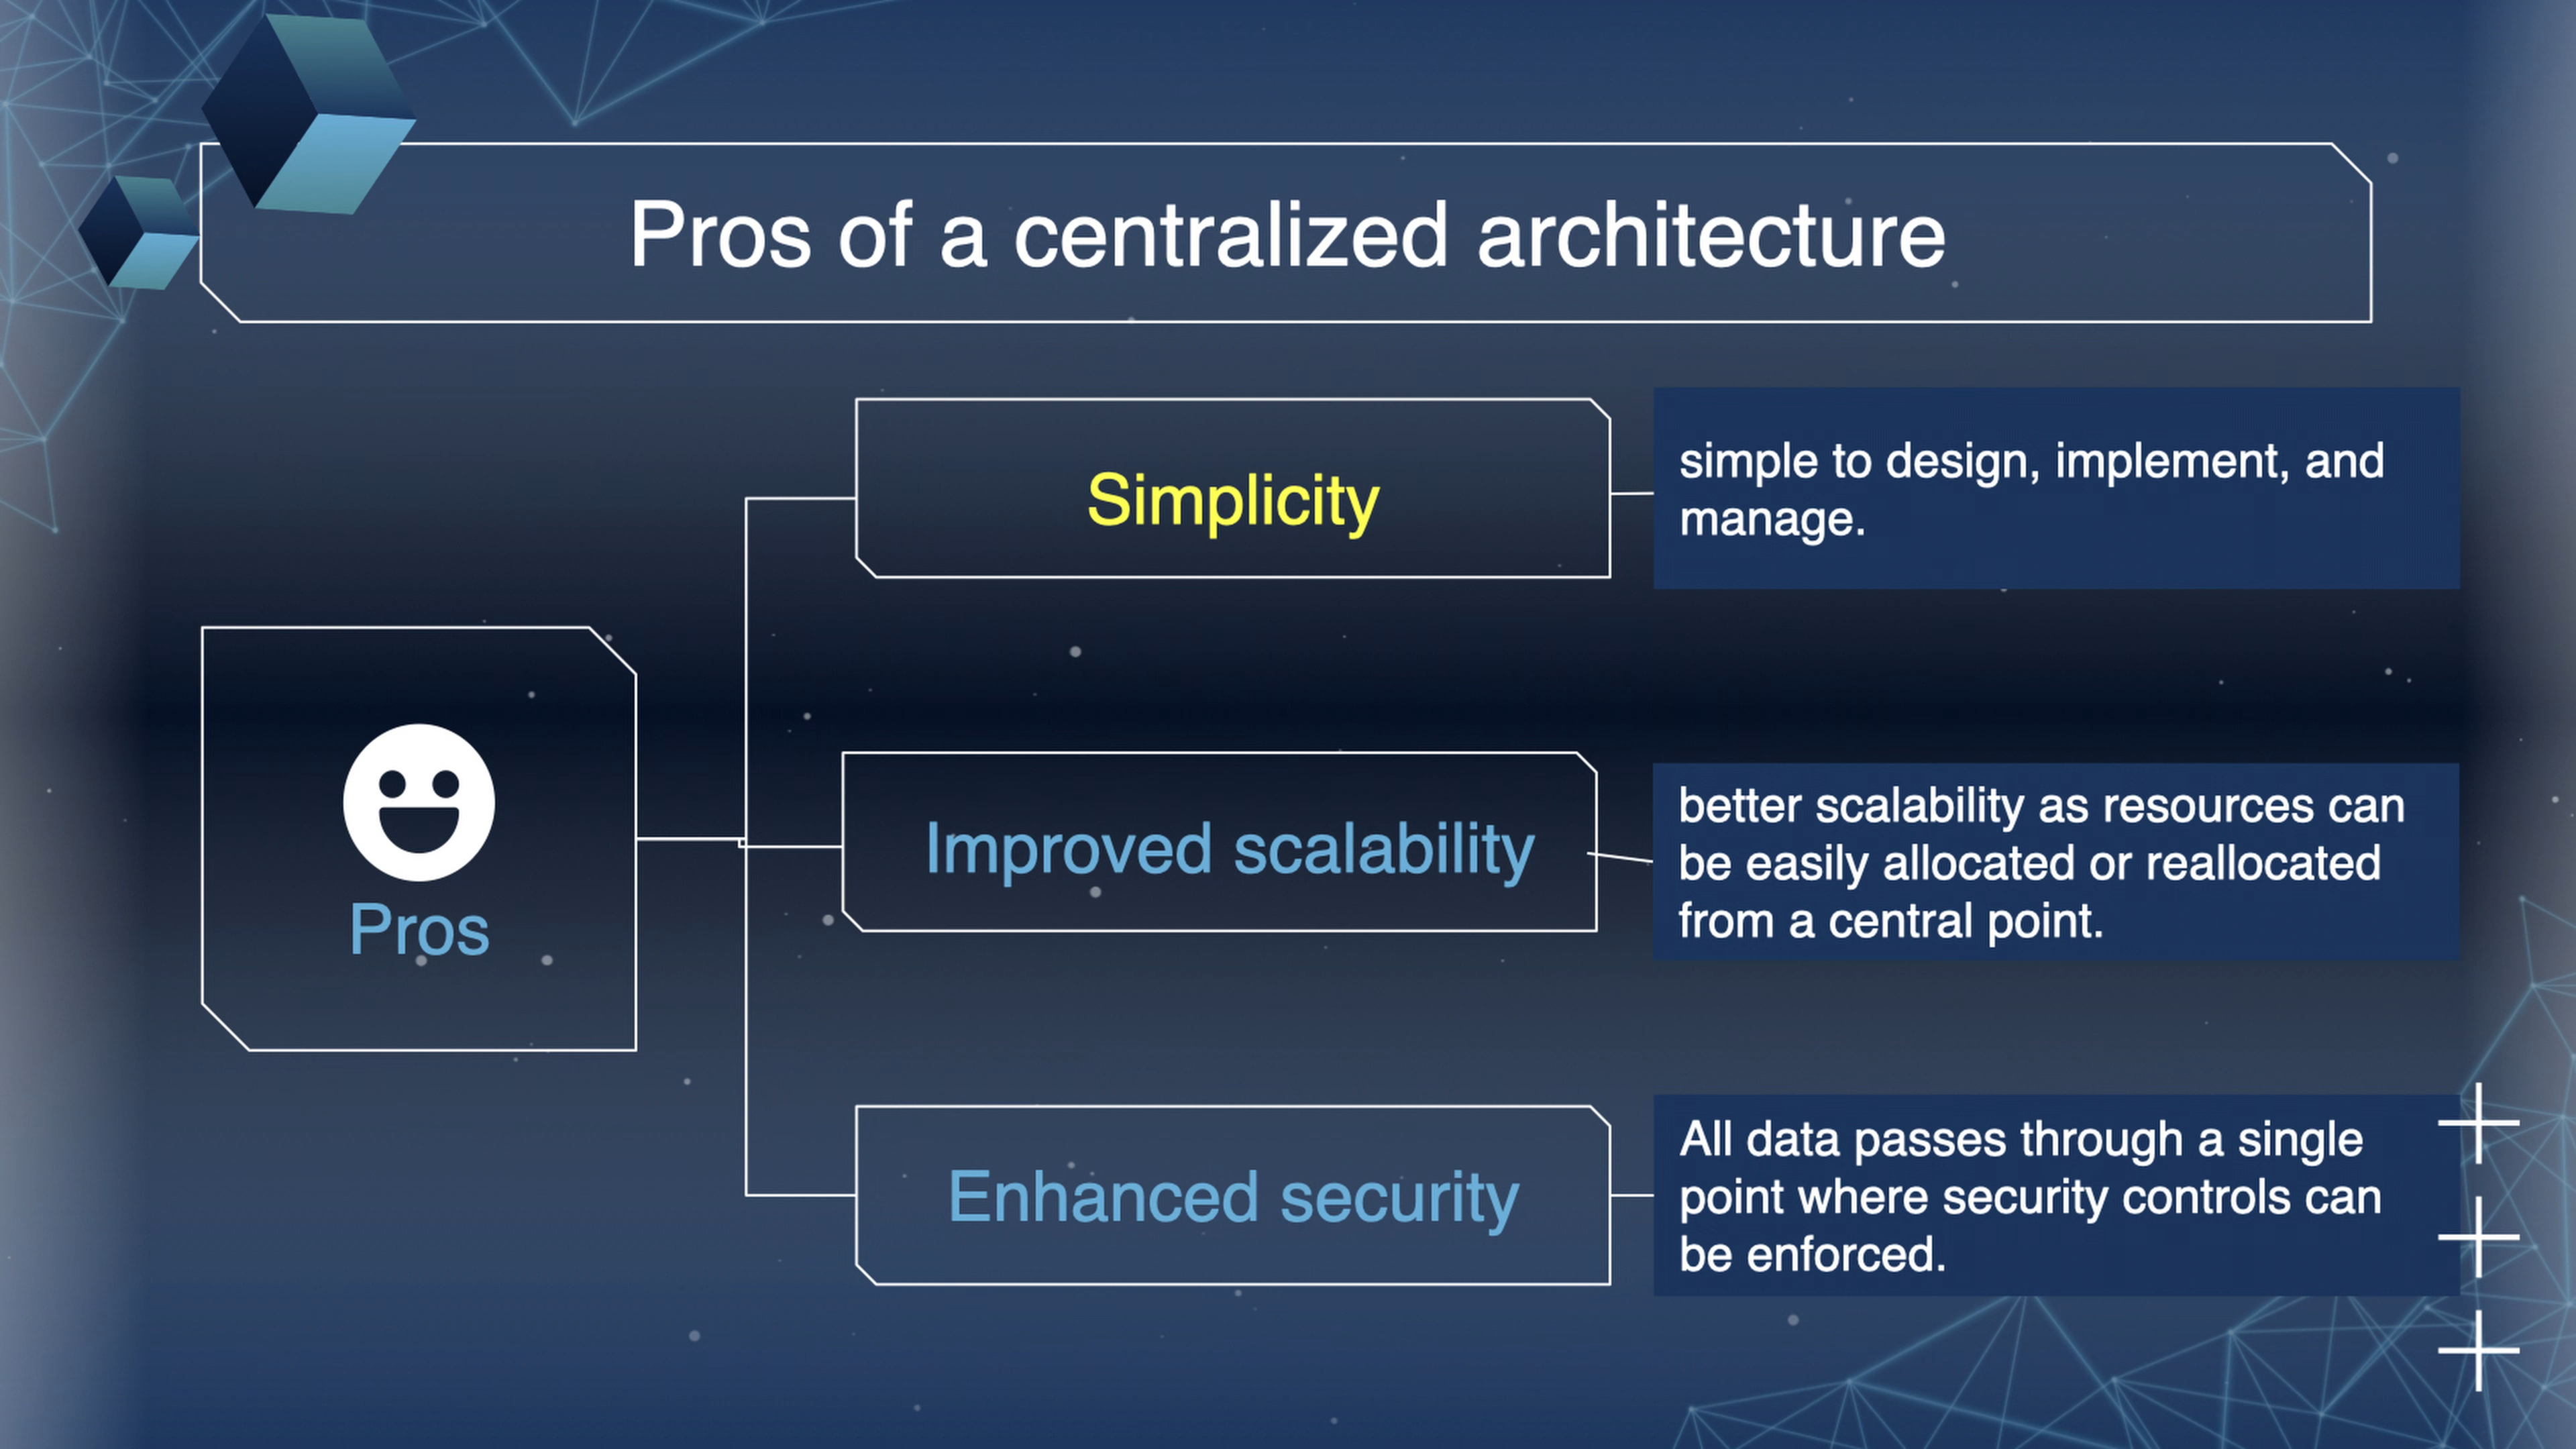 Pros of a centralized architecture
Simplicity
simple to design, implement, and
manage.
Pros
Improved scalability
better scalability as resources can
be easily allocated or reallocated
from a central point.
Enhanced security
All data passes through a single
point where security controls can
be enforced.